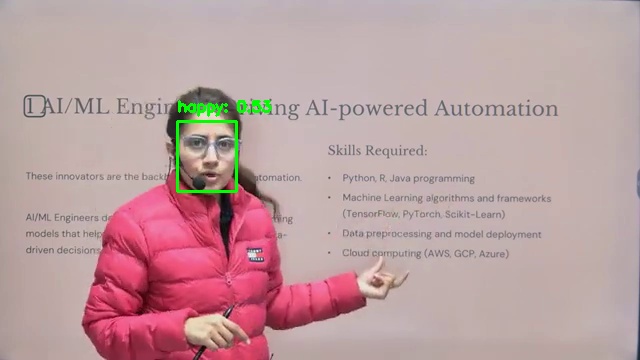 happy: 0.
1 AI/ML Engin ing AI-powered Automation
Skills Required:
These innovators are the back tomation.
• Python, R, Java programming
• Machine Learning algorithms and frameworks
(TensorFlow, PyTorch, Scikit-Learn)
AI/ML Engineers de
models that help
driven decisions
• Data preprocessing and model deployment
• Cloud computing (AWS, GCP, Azure)